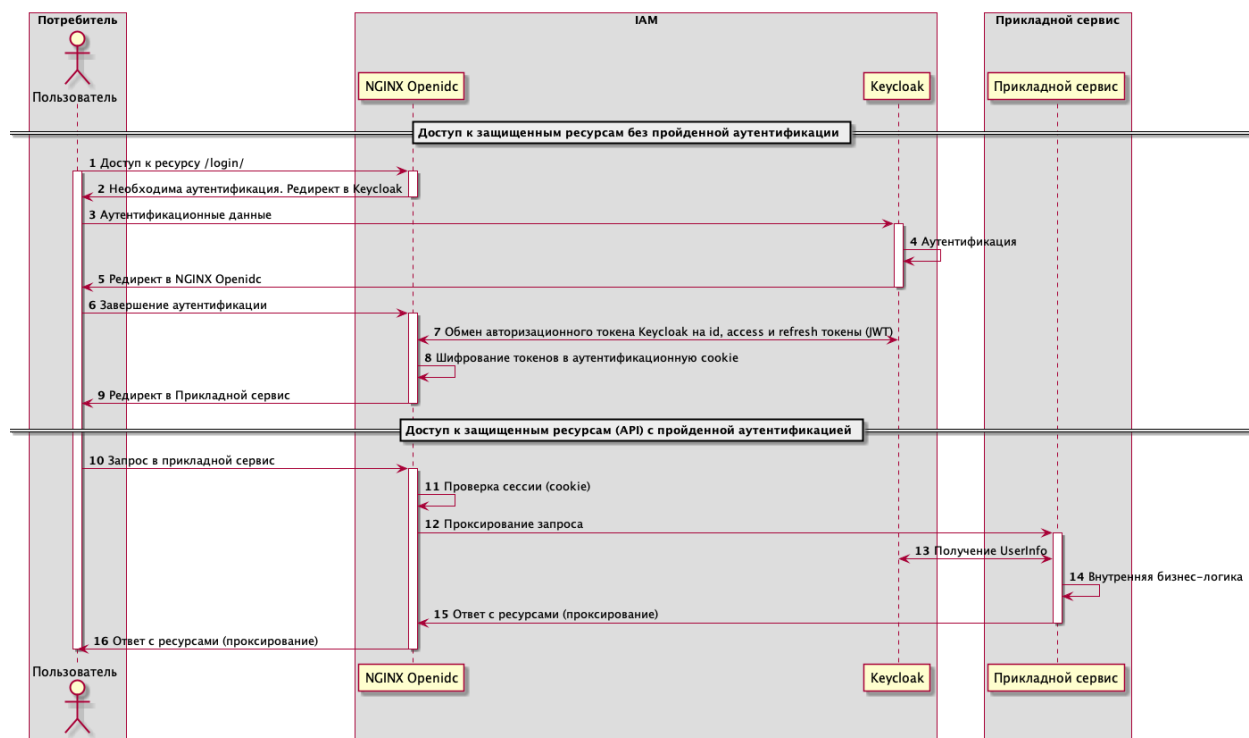 Потребитель
IAM
Прикладной сервис
Пользователь
NGINX Openidc
Keycloak
Прикладной сервис
Доступ к защищенным ресурсам без пройденной аутентификации
1 Доступ к ресурсу /login/
2 Необходима аутентификация. Редирект в Keycloak
3 Аутентификационные данные
4 Аутентификация
5 Редирект в NGINX Openidc
6 Завершение аутентификации
7 Обмен авторизационного токена Keycloak на id, access и refresh токены (JWT)
8 Шифрование токенов в аутентификационную cookie
9 Редирект в Прикладной сервис
Доступ к защищенным ресурсам (API) с пройденной аутентификацией
10 Запрос в прикладной сервис
11 Проверка сессии (cookie)
12 Проксирование запроса
13 Получение UserInfo
14 Внутренняя бизнес-логика
15 Ответ с ресурсами (проксирование)
16 Ответ с ресурсами (проксирование)
Пользователь
NGINX Openidc
Keycloak
Прикладной сервис